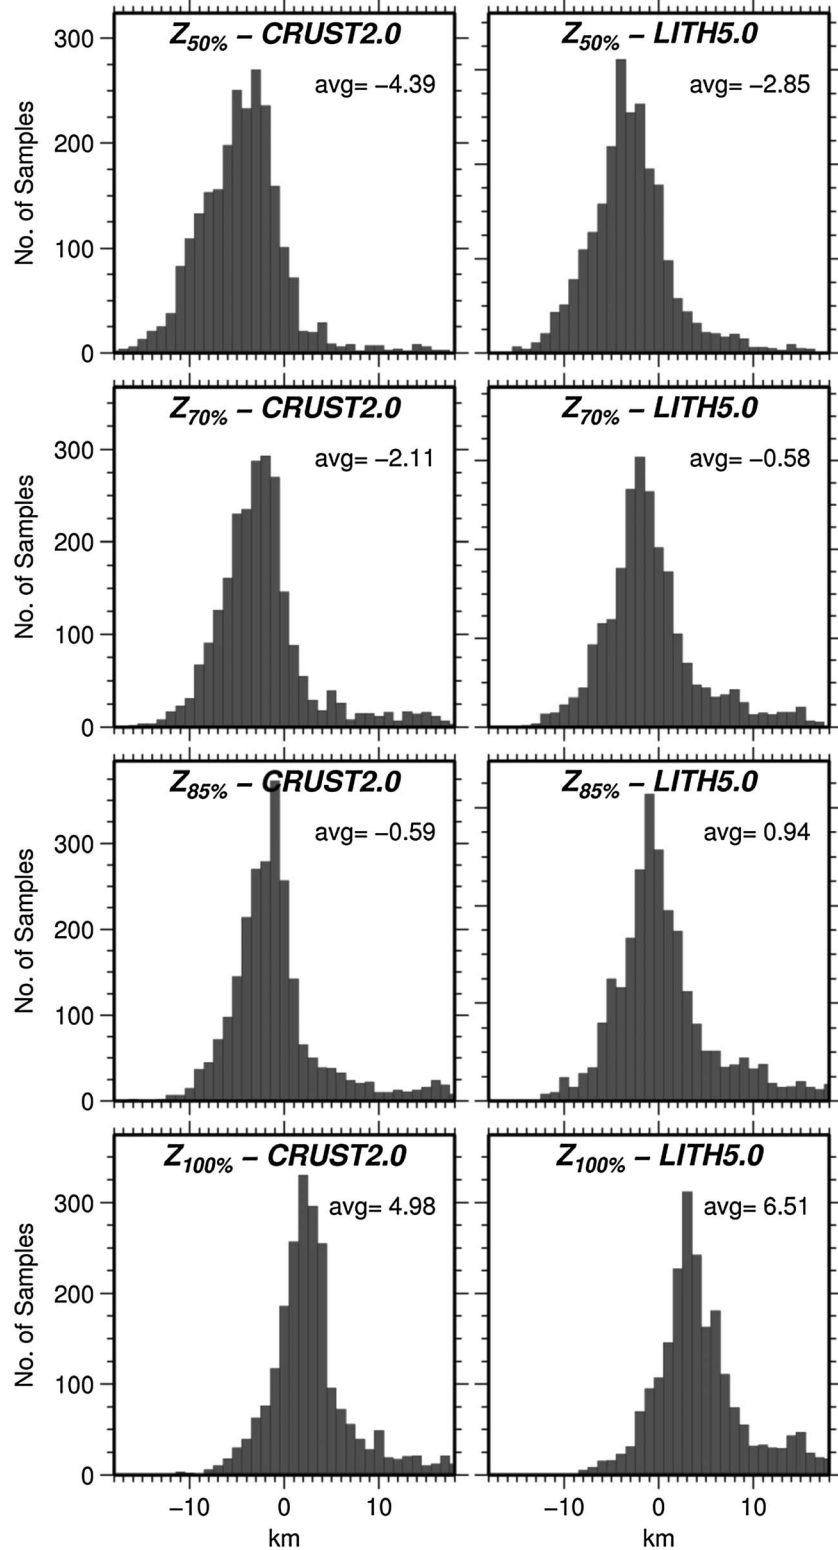 Z50% – CRUST2.0
avg= −4.39
300
200
100
0
No. of Samples
Z50% – LITH5.0
avg= −2.85
Z70% – CRUST2.0
avg= −2.11
300
200
100
0
No. of Samples
Z70% – LITH5.0
avg= −0.58
Z85% – CRUST2.0
avg= −0.59
300
200
100
0
No. of Samples
Z85% – LITH5.0
avg= 0.94
Z100% – CRUST2.0
avg= 4.98
300
200
100
0
No. of Samples
−10 0 10
km
Z100% – LITH5.0
avg= 6.51
−10 0 10
km